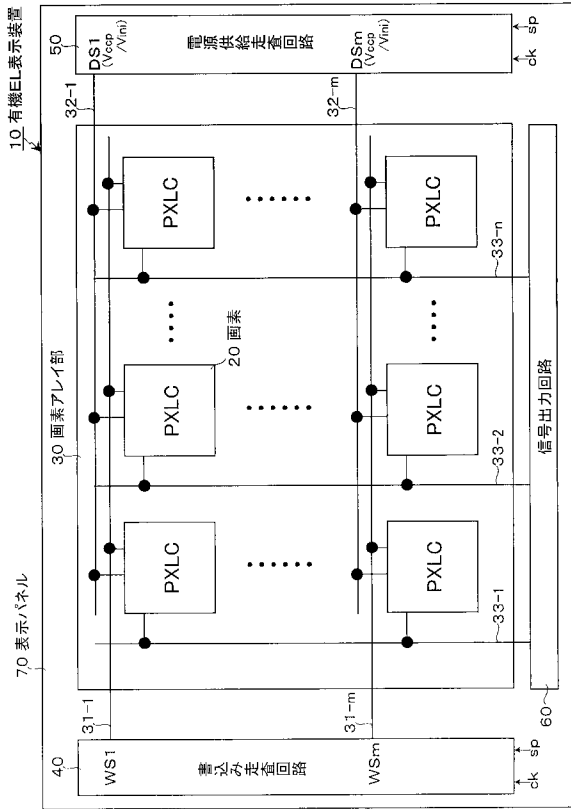 10 有機EL表示装置
70 表示パネル
30 画素アレイ部
40
50
31-1
32-1
WS1
DS1
(Vccp
/Vini)
PXLC
PXLC
PXLC
20 画素
書込み走査回路
電源供給走査回路
31-m
32-m
WSm
DSm
(Vccp
/Vini)
PXLC
PXLC
PXLC
33-1
33-2
33-n
ck
sp
ck
sp
60
信号出力回路